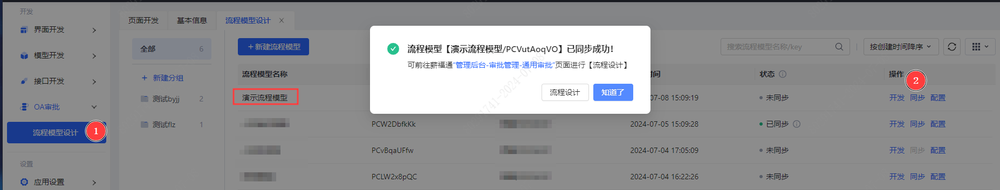 开发
界面开发
模型开发
接口开发
OA审批
流程模型设计
1
设置
应用设置
页面开发
基本信息
流程模型设计
全部 6
+ 新建分组
测试byjj 2
测试flz 1
+ 新建流程模型
搜索流程模型名称/key
按创建时间降序
流程模型名称
时间
状态
操作
2
演示流程模型
07-08 15:09:19
未同步
开发 同步 配置
PCW2DbfkKk
2024-07-05 15:09:28
已同步
开发 同步 配置
PCvBqaUFfw
2024-07-04 17:05:09
未同步
开发 同步 配置
PCLW2x8pQC
2024-07-04 16:22:26
未同步
开发 同步 配置
流程模型【演示流程模型/PCVutAoqVO】已同步成功！
可前往薪福通“管理后台-审批管理-通用审批”页面进行【流程设计】
流程设计
知道了